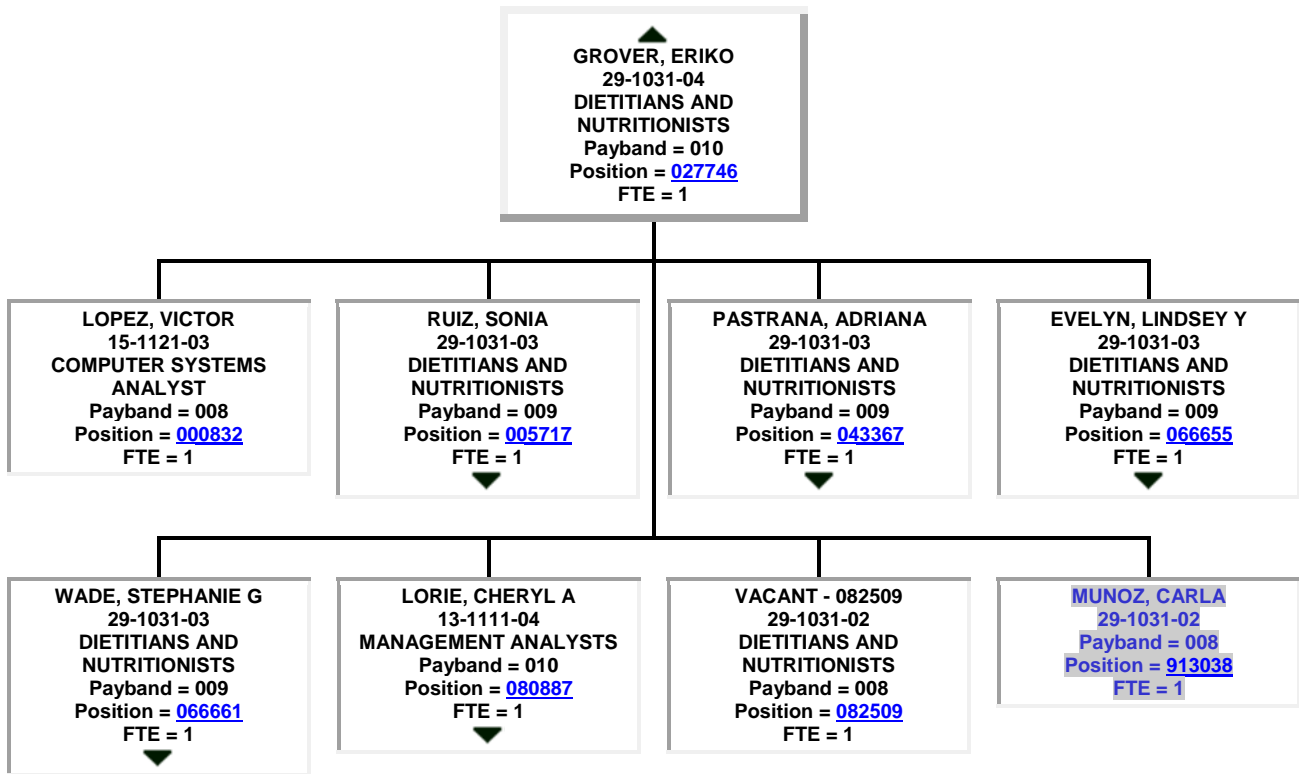 GROVER, ERIKO
29-1031-04
DIETITIANS AND
NUTRITIONISTS
Payband = 010
Position = 027746
FTE = 1
LOPEZ, VICTOR
15-1121-03
COMPUTER SYSTEMS
ANALYST
Payband = 008
Position = 000832
FTE = 1
RUIZ, SONIA
29-1031-03
DIETITIANS AND
NUTRITIONISTS
Payband = 009
Position = 005717
FTE = 1
PASTRANA, ADRIANA
29-1031-03
DIETITIANS AND
NUTRITIONISTS
Payband = 009
Position = 043367
FTE = 1
EVELYN, LINDSEY Y
29-1031-03
DIETITIANS AND
NUTRITIONISTS
Payband = 009
Position = 066655
FTE = 1
WADE, STEPHANIE G
29-1031-03
DIETITIANS AND
NUTRITIONISTS
Payband = 009
Position = 066661
FTE = 1
LORIE, CHERYL A
13-1111-04
MANAGEMENT ANALYSTS
Payband = 010
Position = 080887
FTE = 1
VACANT - 082509
29-1031-02
DIETITIANS AND
NUTRITIONISTS
Payband = 008
Position = 082509
FTE = 1
MUNOZ, CARLA
29-1031-02
Payband = 008
Position = 913038
FTE = 1